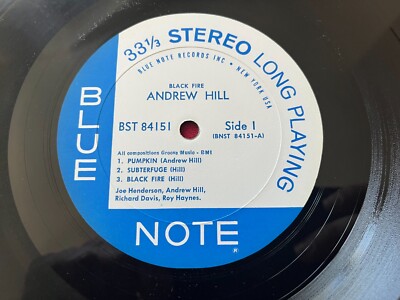 33⅓ STEREO LONG PLAYING
BLUE NOTE RECORDS INC • NEW YORK USA
BLACK FIRE
ANDREW HILL
BST 84151
Side 1
(BNST 84151-A)
All compositions Groove Music - BMI
1. PUMPKIN (Andrew Hill)
2. SUBTERFUGE (Hill)
3. BLACK FIRE (Hill)
Joe Henderson, Andrew Hill,
Richard Davis, Roy Haynes.
BLUE
NOTE
®